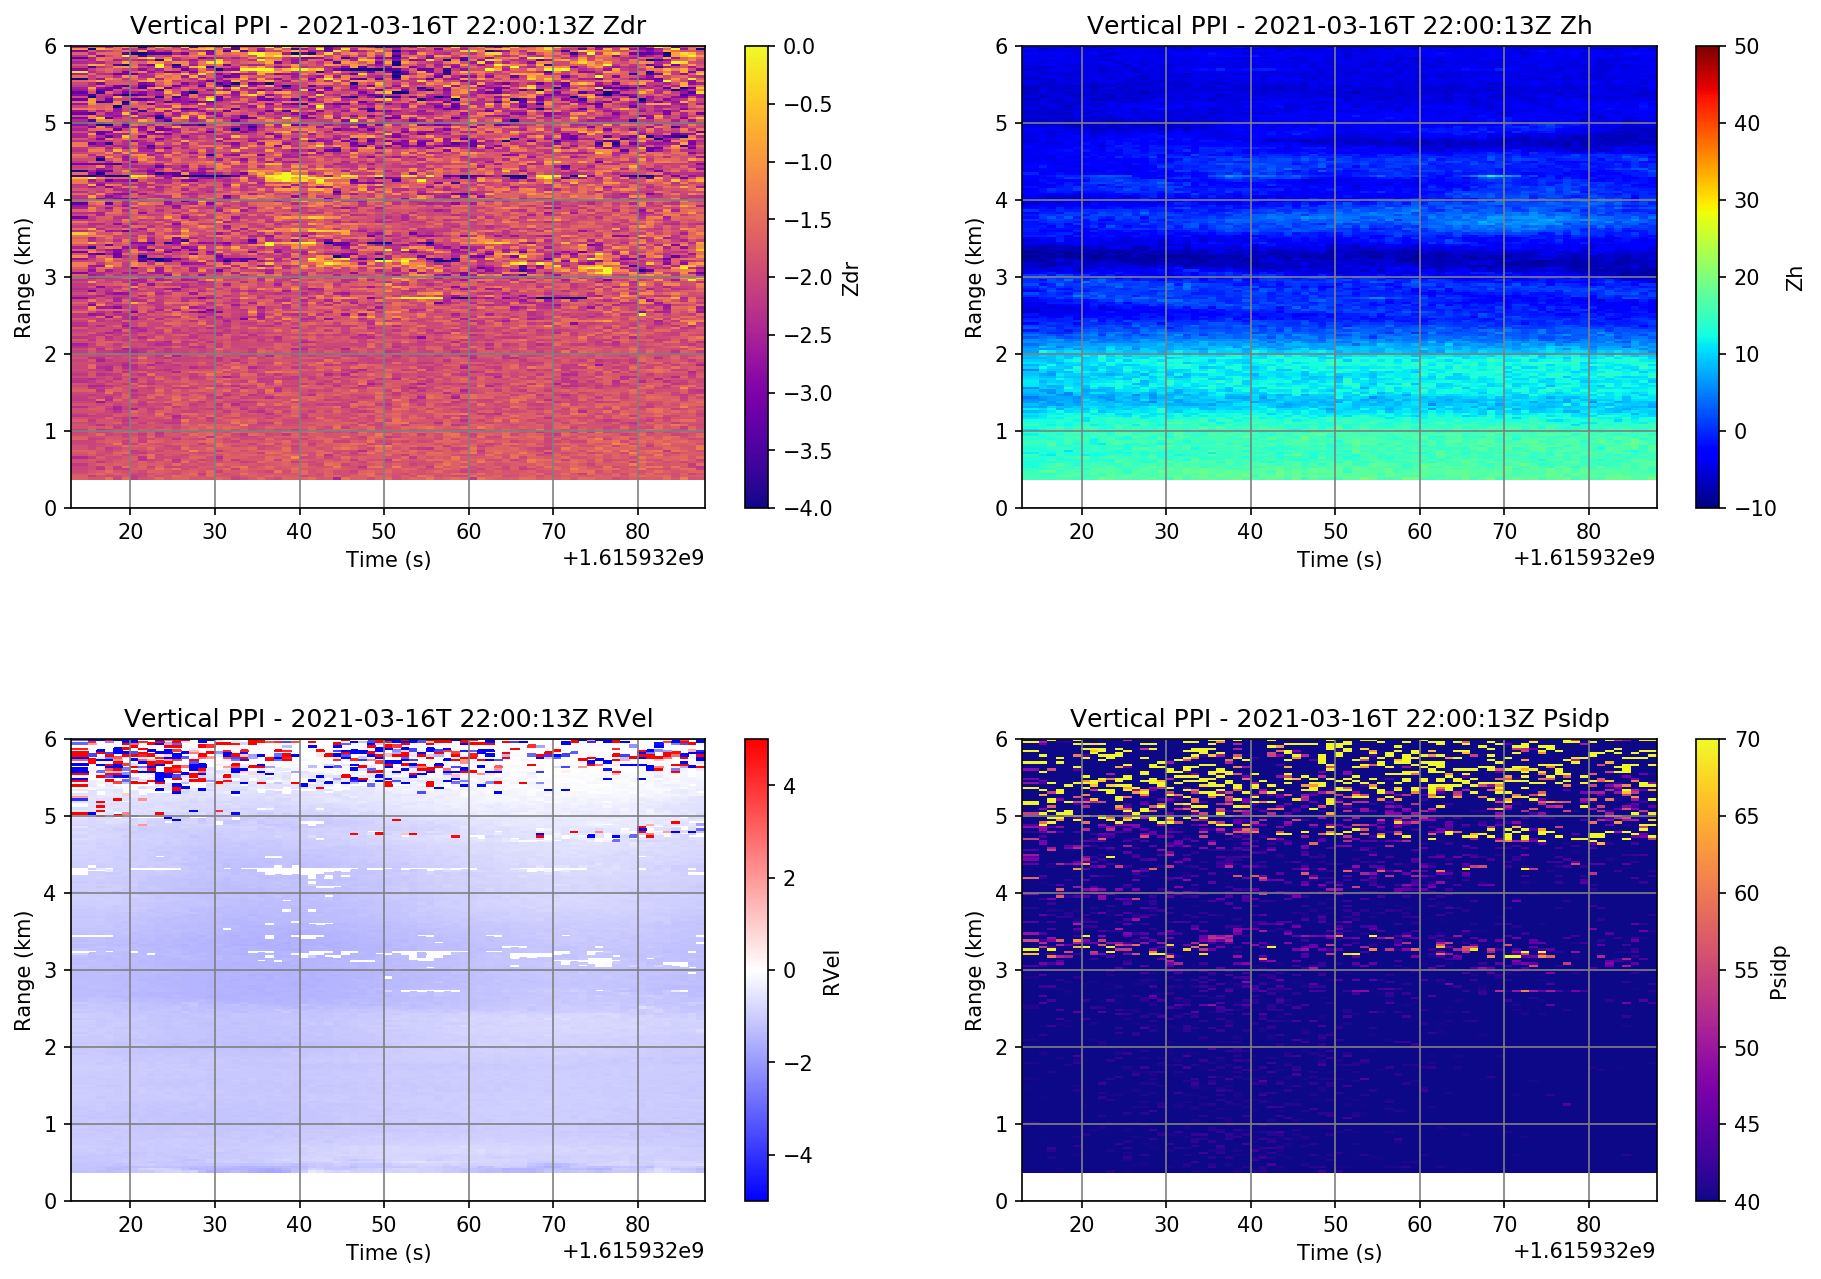 Vertical PPI - 2021-03-16T 22:00:13Z Zdr
6
5
4
3
2
1
0
Range (km)
20 30 40 50 60 70 80
Time (s)
+1.615932e9
0.0
−0.5
−1.0
−1.5
−2.0
−2.5
−3.0
−3.5
−4.0
Zdr
Vertical PPI - 2021-03-16T 22:00:13Z Zh
6
5
4
3
2
1
0
Range (km)
20 30 40 50 60 70 80
Time (s)
+1.615932e9
50
40
30
20
10
0
−10
Zh
Vertical PPI - 2021-03-16T 22:00:13Z RVel
6
5
4
3
2
1
0
Range (km)
20 30 40 50 60 70 80
Time (s)
+1.615932e9
4
2
0
−2
−4
RVel
Vertical PPI - 2021-03-16T 22:00:13Z Psidp
6
5
4
3
2
1
0
Range (km)
20 30 40 50 60 70 80
Time (s)
+1.615932e9
70
65
60
55
50
45
40
Psidp